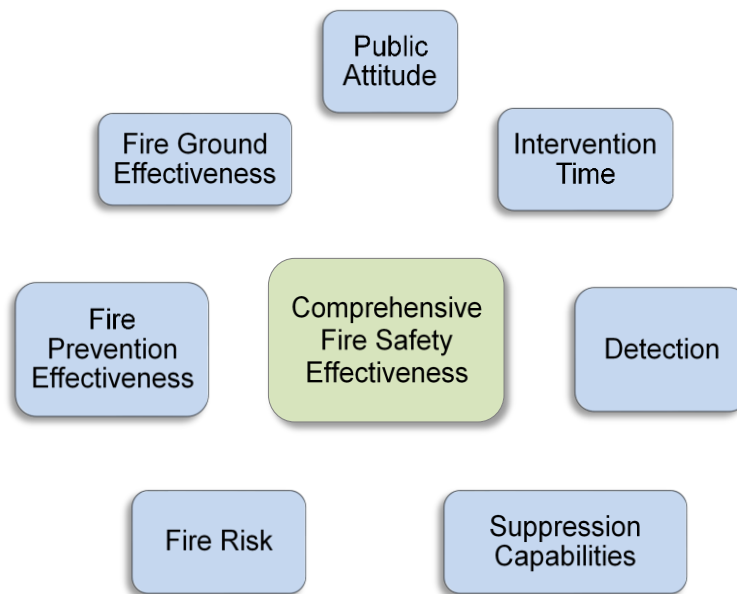 Public
Attitude
Fire Ground
Effectiveness
Intervention
Time
Fire
Prevention
Effectiveness
Comprehensive
Fire Safety
Effectiveness
Detection
Fire Risk
Suppression
Capabilities